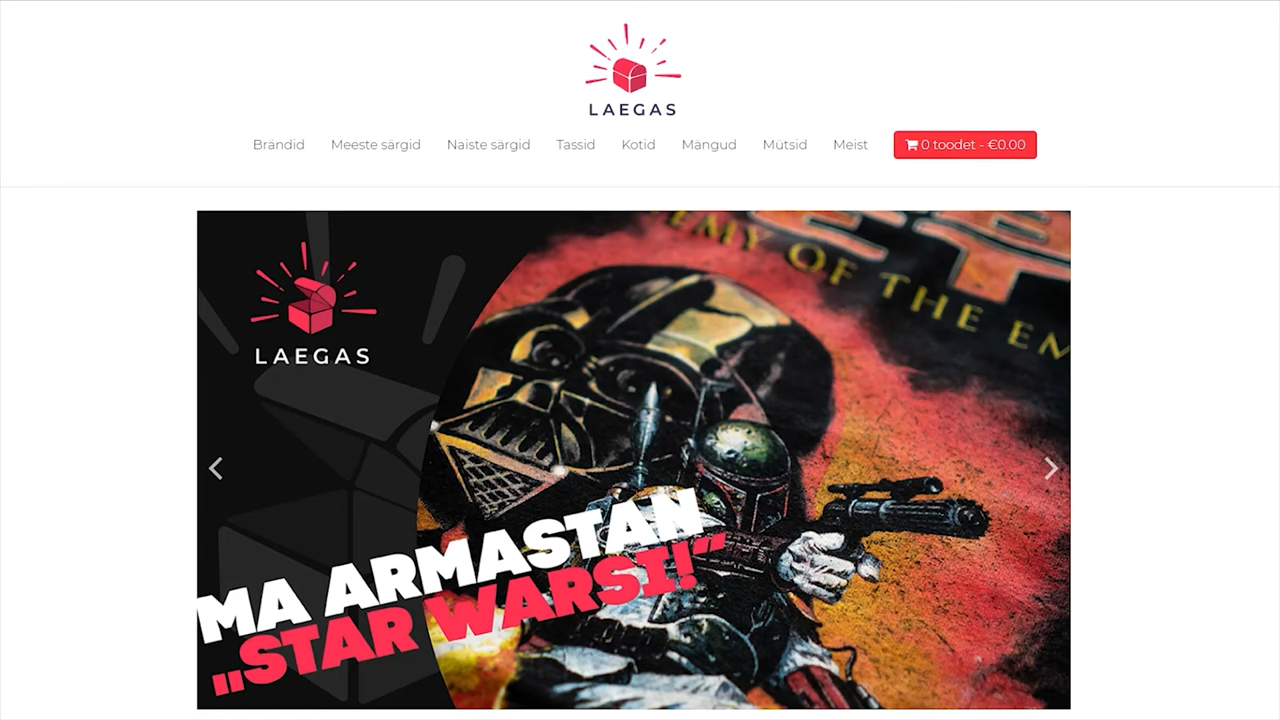 LAEGAS
Brändid Meeste särgid Naiste särgid Tassid Kotid Mängud Mütsid Meist 0 toodet - €0.00
LAEGAS
EMY OF THE EM
MA ARMASTAN
„STAR WARSI!“